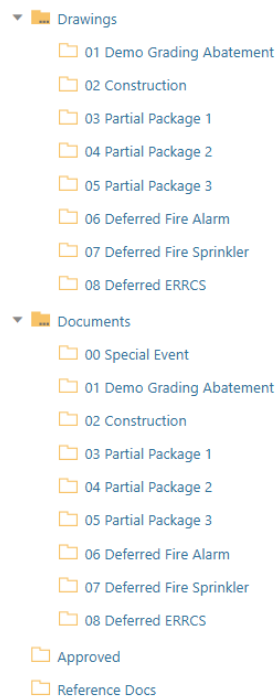 Drawings
01 Demo Grading Abatement
02 Construction
03 Partial Package 1
04 Partial Package 2
05 Partial Package 3
06 Deferred Fire Alarm
07 Deferred Fire Sprinkler
08 Deferred ERRCS
Documents
00 Special Event
01 Demo Grading Abatement
02 Construction
03 Partial Package 1
04 Partial Package 2
05 Partial Package 3
06 Deferred Fire Alarm
07 Deferred Fire Sprinkler
08 Deferred ERRCS
Approved
Reference Docs